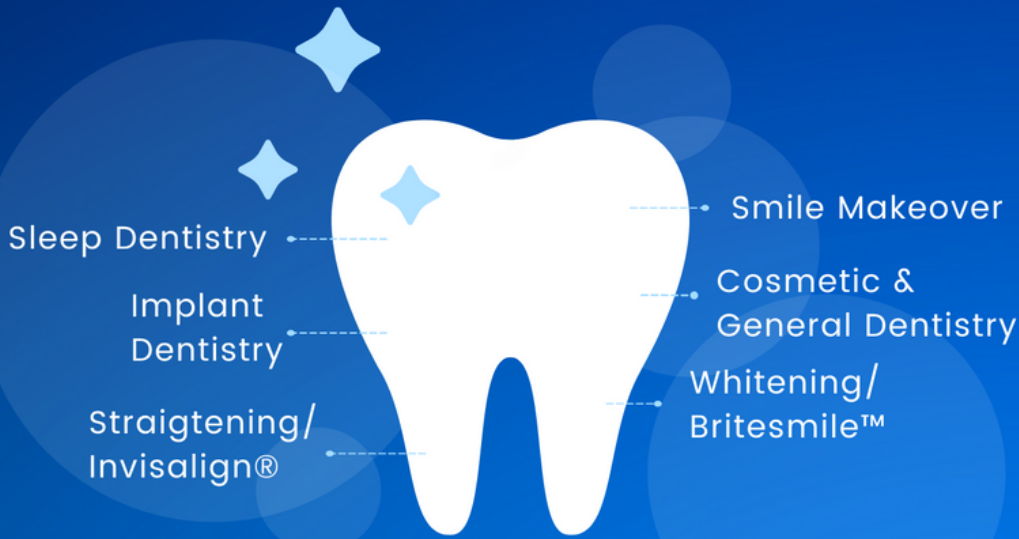 Sleep Dentistry
Implant
Dentistry
Straigtening/
Invisalign®
Smile Makeover
Cosmetic &
General Dentistry
Whitening/
Britesmile™